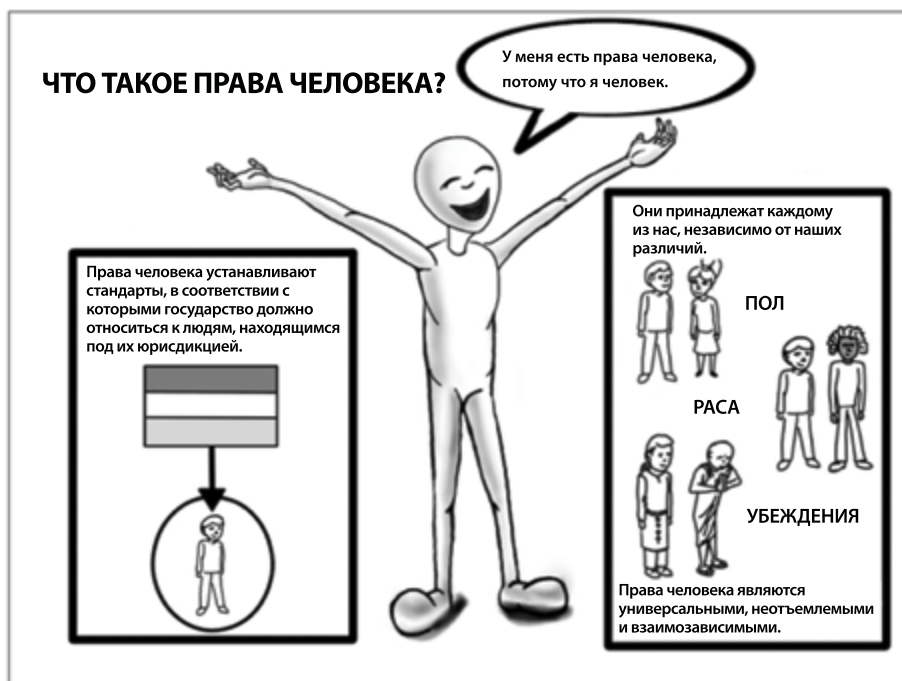 ЧТО ТАКОЕ ПРАВА ЧЕЛОВЕКА?
У меня есть права человека,
потому что я человек.
Права человека устанавливают
стандарты, в соответствии с
которыми государство должно
относиться к людям, находящимся
под их юрисдикцией.
Они принадлежат каждому
из нас, независимо от наших
различий.
ПОЛ
РАСА
УБЕЖДЕНИЯ
Права человека являются
универсальными, неотъемлемыми
и взаимозависимыми.